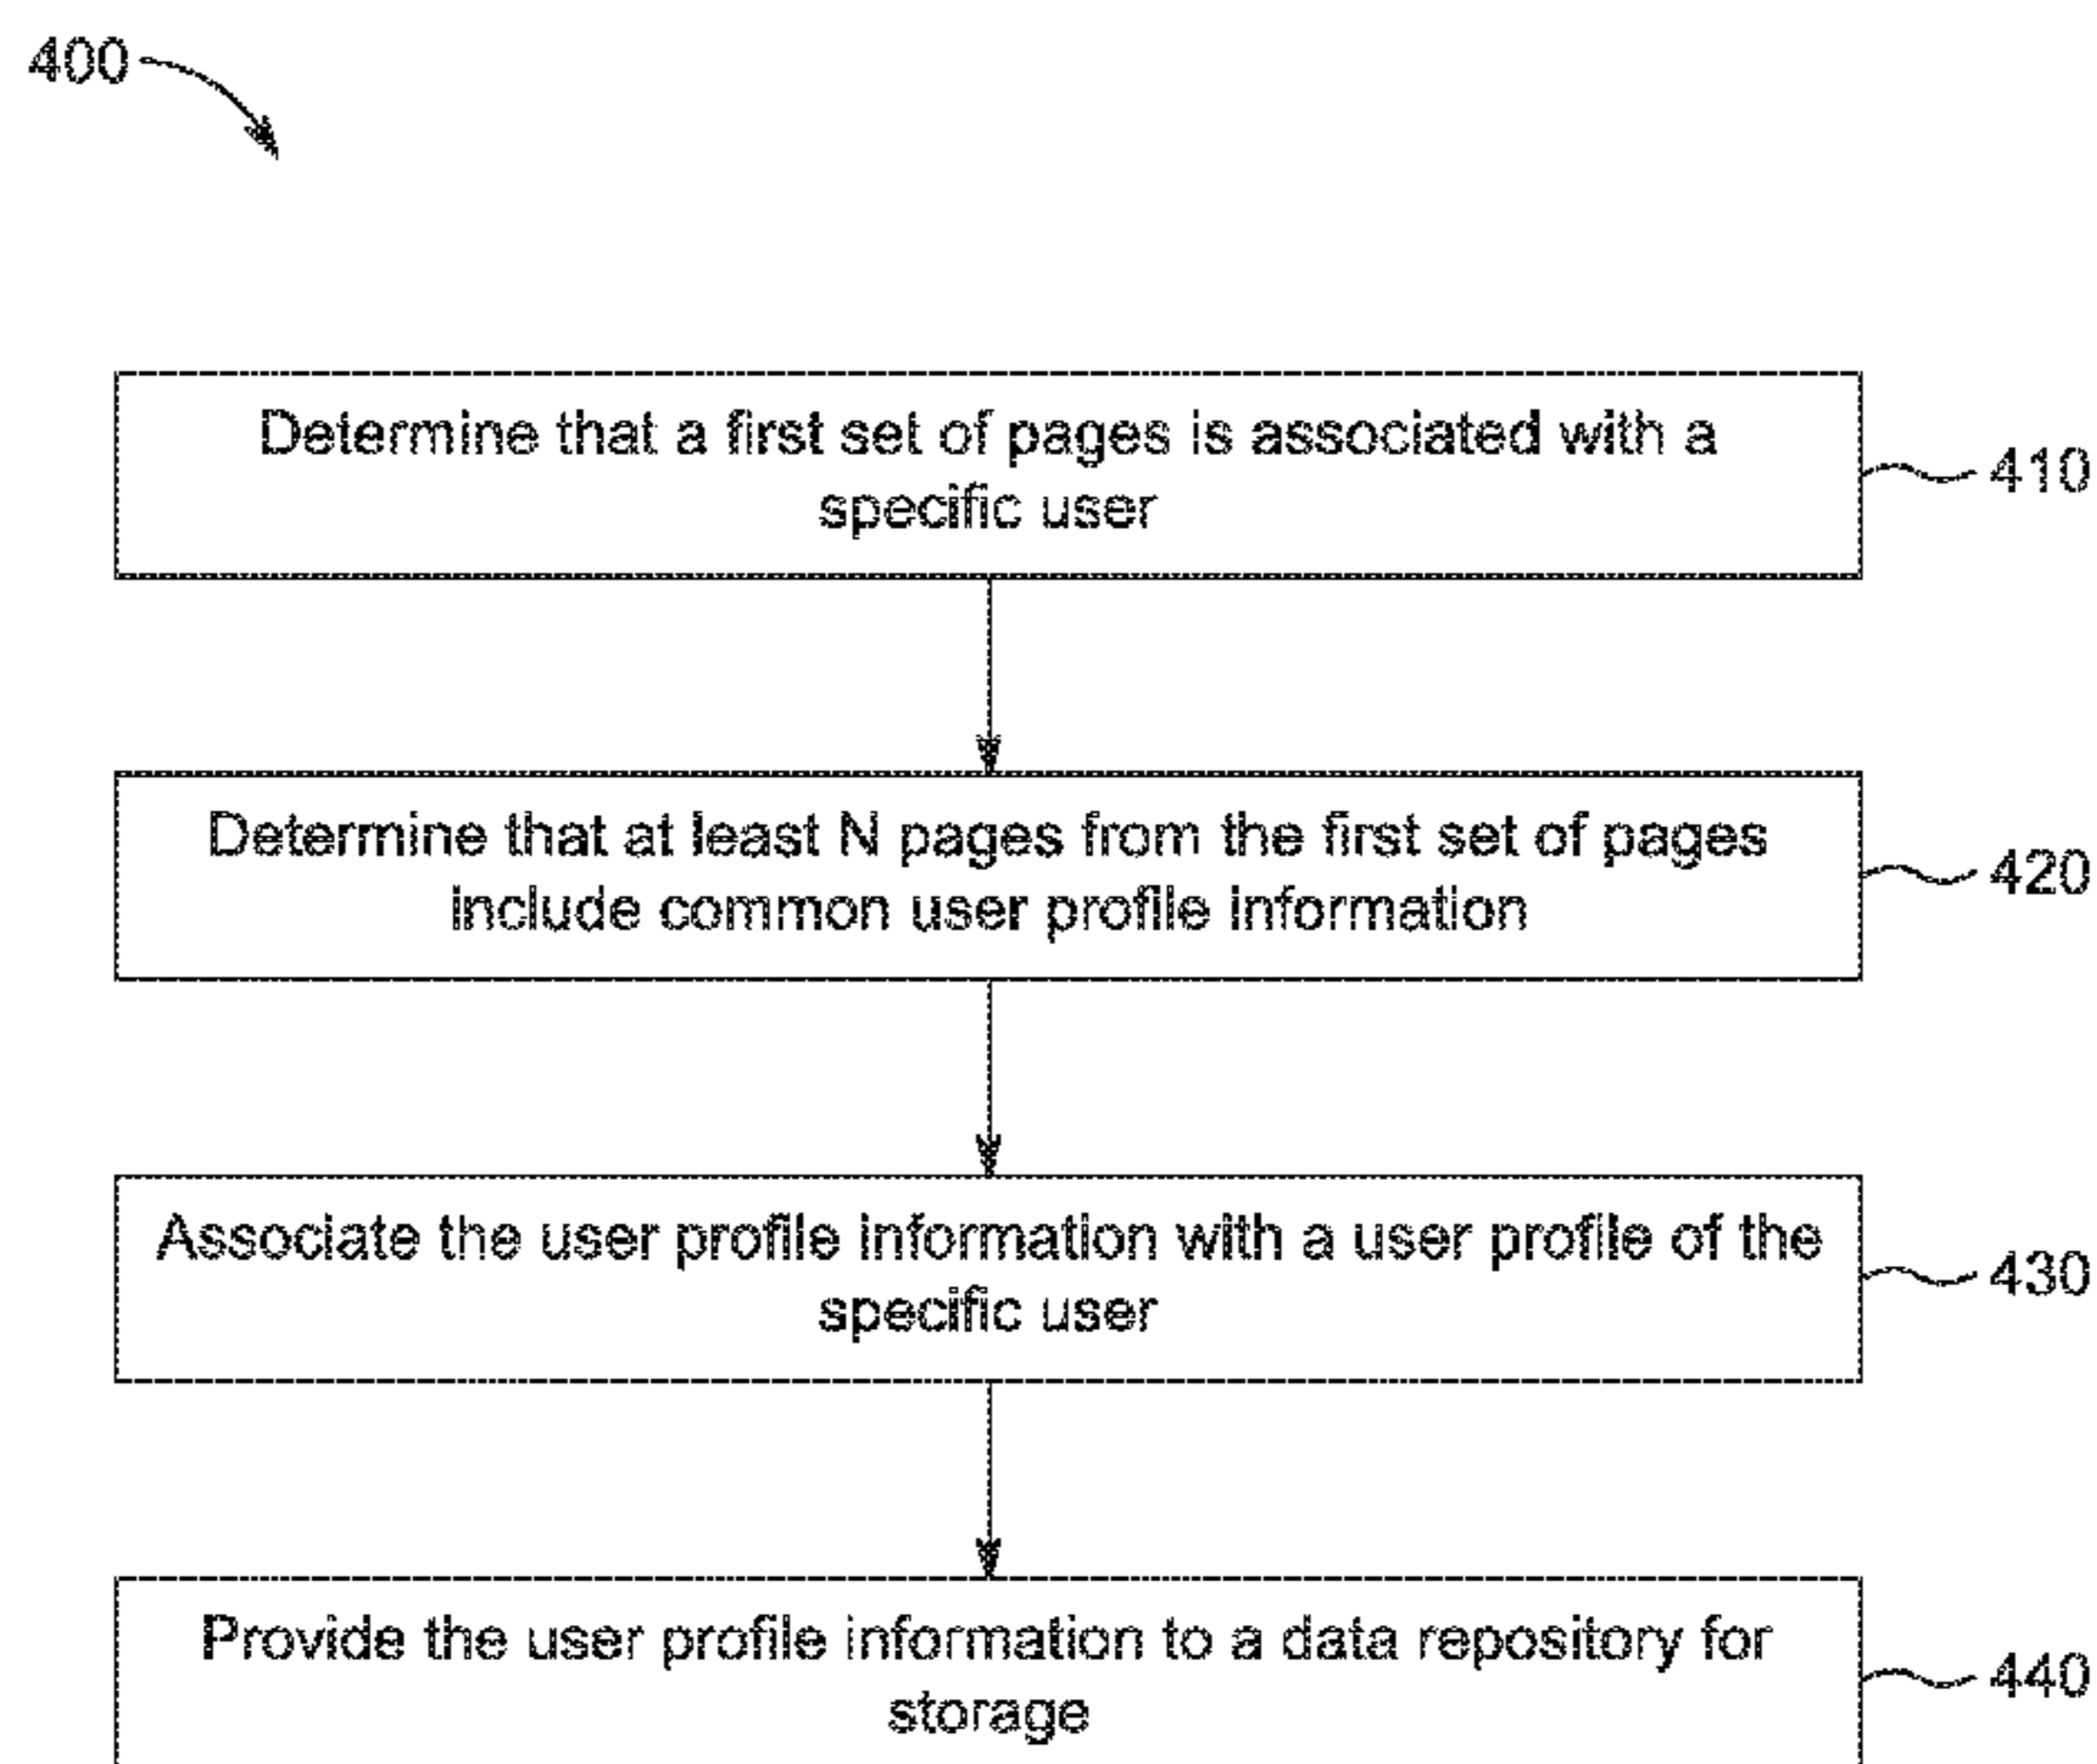 400
Determine that a first set of pages is associated with a
specific user
410
Determine that at least N pages from the first set of pages
include common user profile information
420
Associate the user profile information with a user profile of the
specific user
430
Provide the user profile information to a data repository for
storage
440